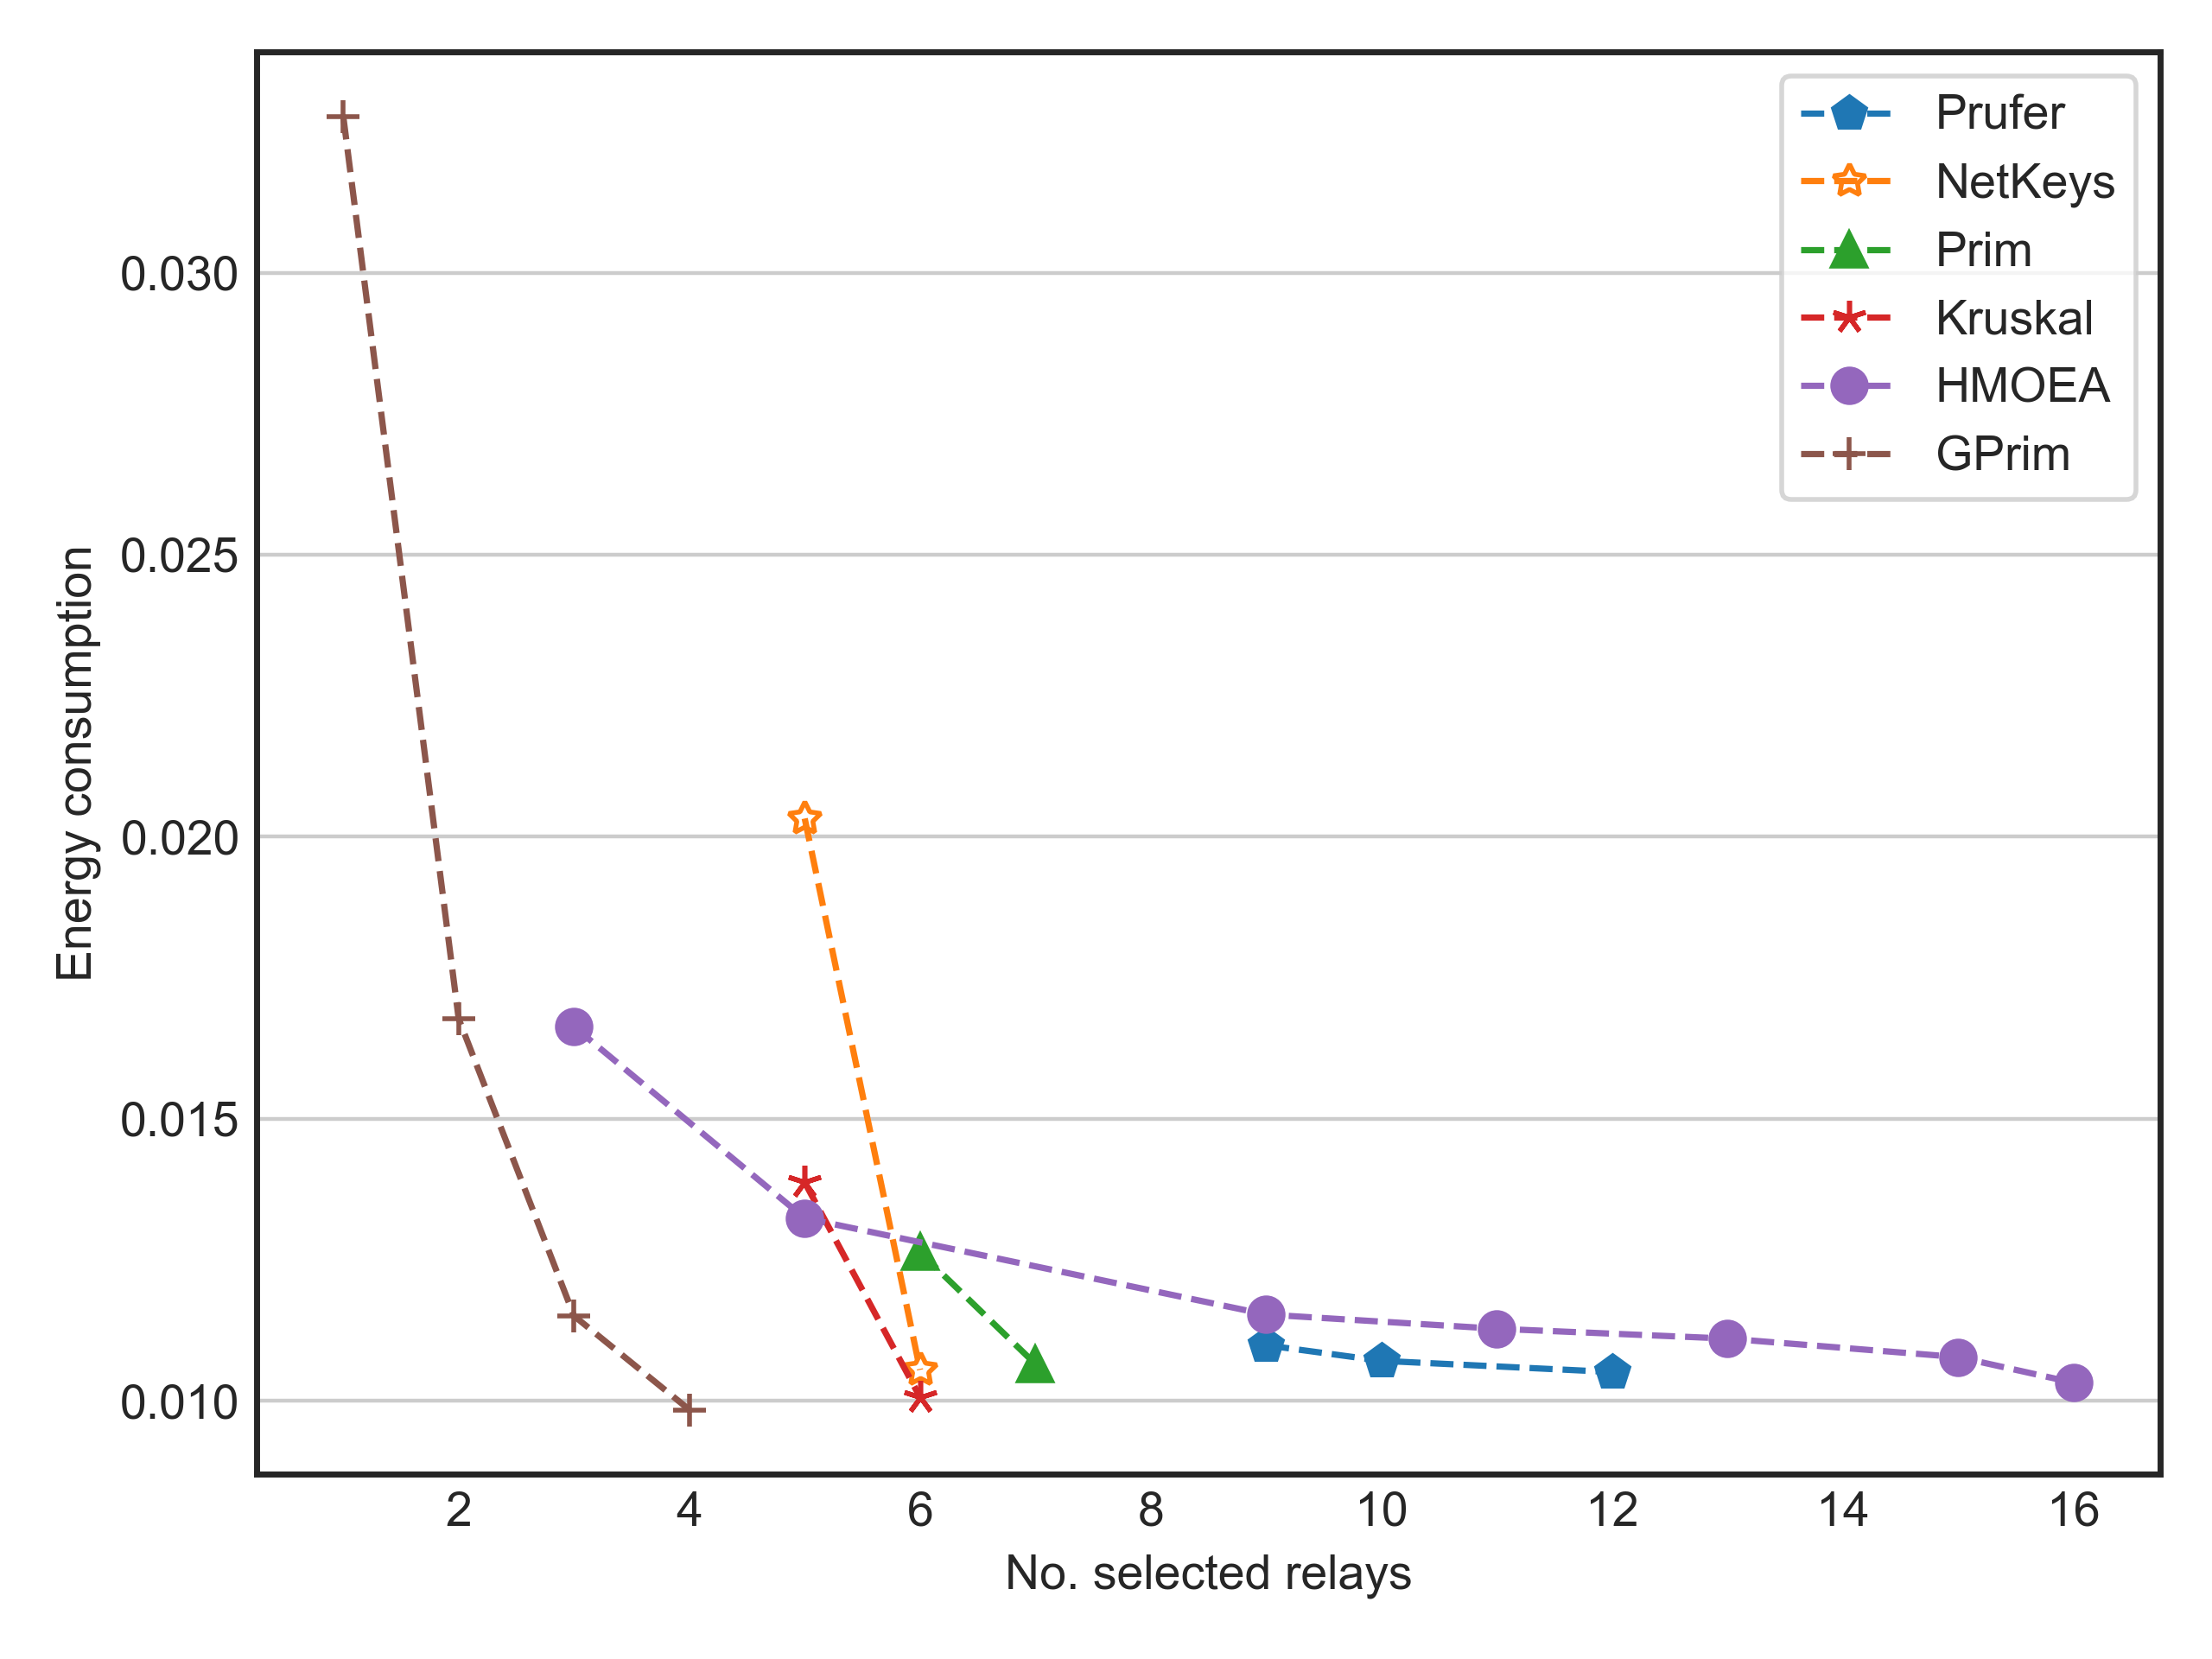 Prufer
NetKeys
Prim
Kruskal
HMOEA
GPrim
0.030
0.025
0.020
0.015
0.010
Energy consumption
2 4 6 8 10 12 14 16
No. selected relays